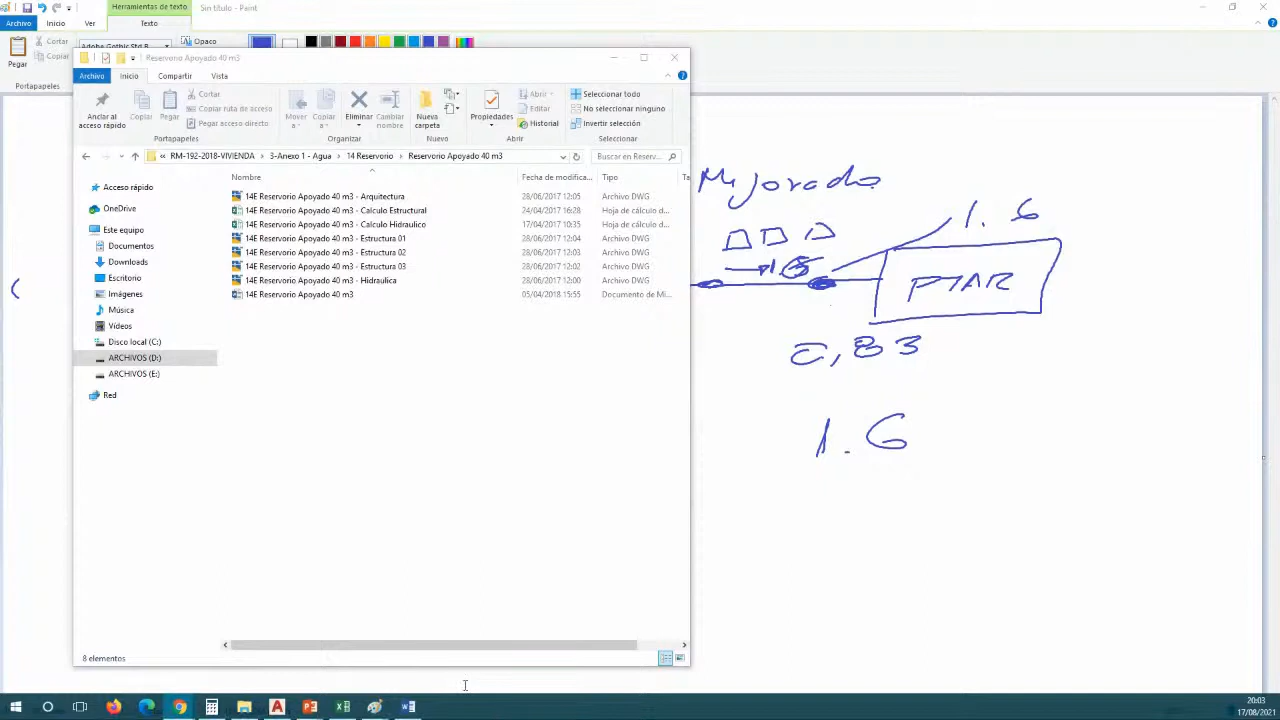 Herramientas de texto
Sin título - Paint
Archivo
Inicio
Ver
Texto
Pegar
Cortar
Copiar
Portapapeles
Adobe Gothic Std B
Opaco
Reservorio Apoyado 40 m3
Archivo
Inicio
Compartir
Vista
Anclar al
acceso rápido
Copiar
Pegar
Cortar
Copiar ruta de acceso
Pegar acceso directo
Portapapeles
Mover a
Copiar a
Eliminar
Cambiar
nombre
Organizar
Nueva
carpeta
Nuevo
Propiedades
Abrir
Editar
Historial
Abrir
Seleccionar todo
No seleccionar ninguno
Invertir selección
Seleccionar
« RM-192-2018-VIVIENDA > 3-Anexo 1 - Agua > 14 Reservorio > Reservorio Apoyado 40 m3
Buscar en Reserv...
Nombre
Fecha de modifica...
Tipo
Ta
Acceso rápido
OneDrive
Este equipo
Documentos
Downloads
Escritorio
Imágenes
Música
Vídeos
Disco local (C:)
ARCHIVOS (D:)
ARCHIVOS (E:)
Red
14E Reservorio Apoyado 40 m3 - Arquitectura 28/06/2017 12:05 Archivo DWG
14E Reservorio Apoyado 40 m3 - Calculo Estructural 24/04/2017 16:28 Hoja de cálculo d...
14E Reservorio Apoyado 40 m3 - Calculo Hidraulico 17/04/2017 10:35 Hoja de cálculo d...
14E Reservorio Apoyado 40 m3 - Estructura 01 28/06/2017 12:04 Archivo DWG
14E Reservorio Apoyado 40 m3 - Estructura 02 28/06/2017 12:03 Archivo DWG
14E Reservorio Apoyado 40 m3 - Estructura 03 28/06/2017 12:02 Archivo DWG
14E Reservorio Apoyado 40 m3 - Hidraulica 28/06/2017 12:00 Archivo DWG
14E Reservorio Apoyado 40 m3 05/04/2018 15:55 Documento de Mi...
8 elementos
Mejorado.
1.6
PTAR
0,83
1.6
20:03
17/08/2021